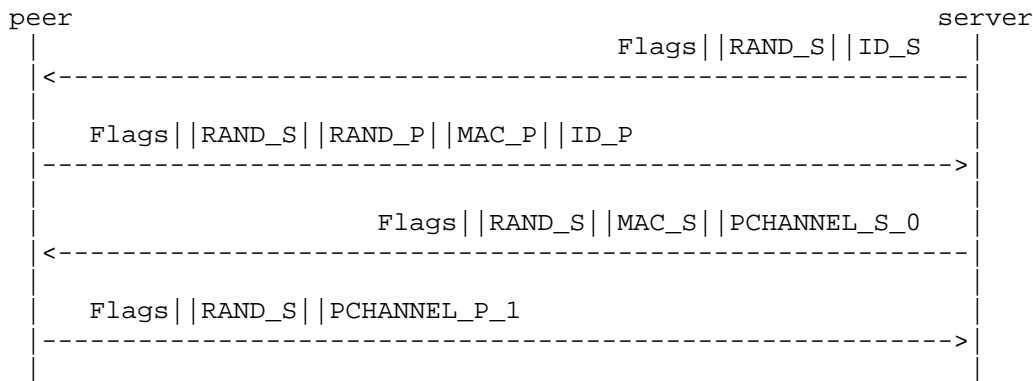 peer server
Flags||RAND_S||ID_S
Flags||RAND_S||RAND_P||MAC_P||ID_P
Flags||RAND_S||MAC_S||PCHANNEL_S_0
Flags||RAND_S||PCHANNEL_P_1